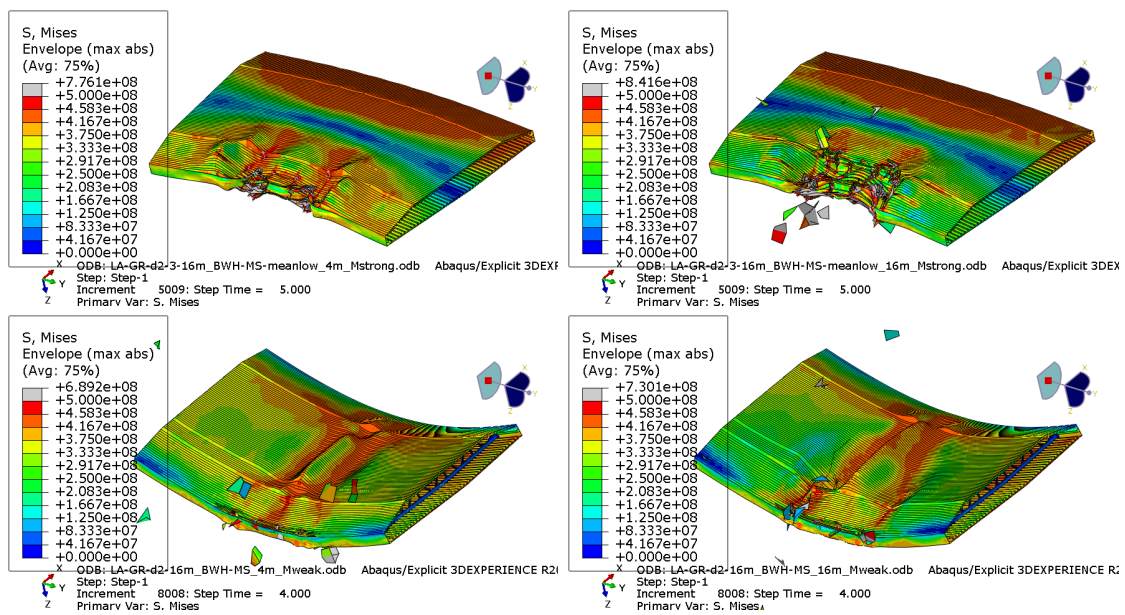 S, Mises
Envelope (max abs)
(Avg: 75%)
+7.761e+08
+5.000e+08
+4.583e+08
+4.167e+08
+3.750e+08
+3.333e+08
+2.917e+08
+2.500e+08
+2.083e+08
+1.667e+08
+1.250e+08
+8.333e+07
+4.167e+07
+0.000e+00
X
Y
Z
X
Y
Z
ODB: LA-GR-d2-3-16m_BWH-MS-meanlow_4m_Mstrong.odb Abaqus/Explicit 3DEXP
Step: Step-1
Increment 5009: Step Time = 5.000
Primary Var: S, Mises
S, Mises
Envelope (max abs)
(Avg: 75%)
+8.416e+08
+5.000e+08
+4.583e+08
+4.167e+08
+3.750e+08
+3.333e+08
+2.917e+08
+2.500e+08
+2.083e+08
+1.667e+08
+1.250e+08
+8.333e+07
+4.167e+07
+0.000e+00
X
Y
Z
X
Y
Z
ODB: LA-GR-d2-3-16m_BWH-MS-meanlow_16m_Mstrong.odb Abaqus/Explicit 3DEX
Step: Step-1
Increment 5009: Step Time = 5.000
Primary Var: S, Mises
S, Mises
Envelope (max abs)
(Avg: 75%)
+6.892e+08
+5.000e+08
+4.583e+08
+4.167e+08
+3.750e+08
+3.333e+08
+2.917e+08
+2.500e+08
+2.083e+08
+1.667e+08
+1.250e+08
+8.333e+07
+4.167e+07
+0.000e+00
X
Y
Z
X
Y
Z
ODB: LA-GR-d2-16m_BWH-MS_4m_Mweak.odb Abaqus/Explicit 3DEXPERIENCE R20
Step: Step-1
Increment 8008: Step Time = 4.000
Primary Var: S, Mises
S, Mises
Envelope (max abs)
(Avg: 75%)
+7.301e+08
+5.000e+08
+4.583e+08
+4.167e+08
+3.750e+08
+3.333e+08
+2.917e+08
+2.500e+08
+2.083e+08
+1.667e+08
+1.250e+08
+8.333e+07
+4.167e+07
+0.000e+00
X
Y
Z
X
Y
Z
ODB: LA-GR-d2-16m_BWH-MS_16m_Mweak.odb Abaqus/Explicit 3DEXPERIENCE R2
Step: Step-1
Increment 8008: Step Time = 4.000
Primary Var: S, Mises